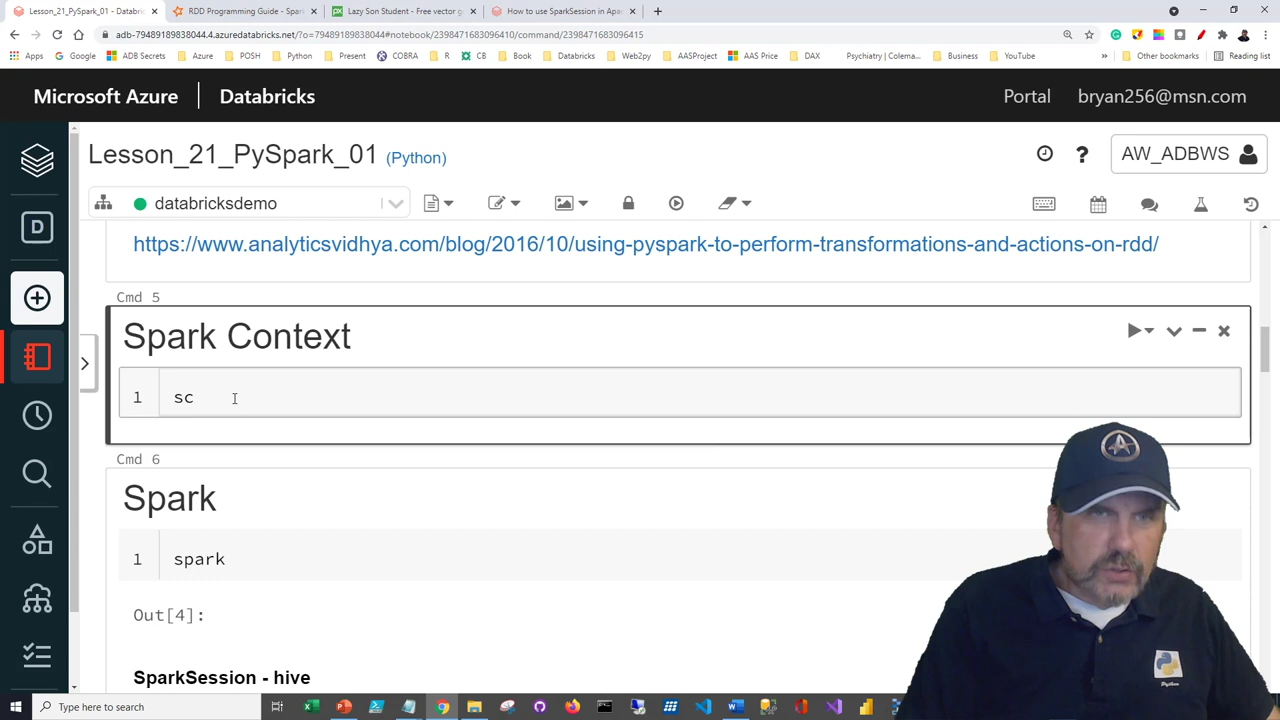 Lesson_21_PySpark_01 - Databric
RDD Programming Guide - Spar
Lazy Son Student - Free vector g
How to use SparkSession in Apa
adb-79489189838044.4.azuredatabricks.net/?o=79489189838044#notebook/2398471683096410/command/2398471683096415
Apps
Google
ADB Secrets
Azure
POSH
Python
Present
COBRA
R
CB
Book
Databricks
Web2py
AASProject
AAS Price
DAX
Psychiatry | Colema...
Business
YouTube
»
Other bookmarks
Reading list
Microsoft Azure
Databricks
Portal
bryan256@msn.com
Lesson_21_PySpark_01 (Python)
AW_ADBWS
databricksdemo
D
https://www.analyticsvidhya.com/blog/2016/10/using-pyspark-to-perform-transformations-and-actions-on-rdd/
Cmd 5
Spark Context
1 sc
Cmd 6
Spark
1 spark
Out[4]:
SparkSession - hive
Python
Type here to search